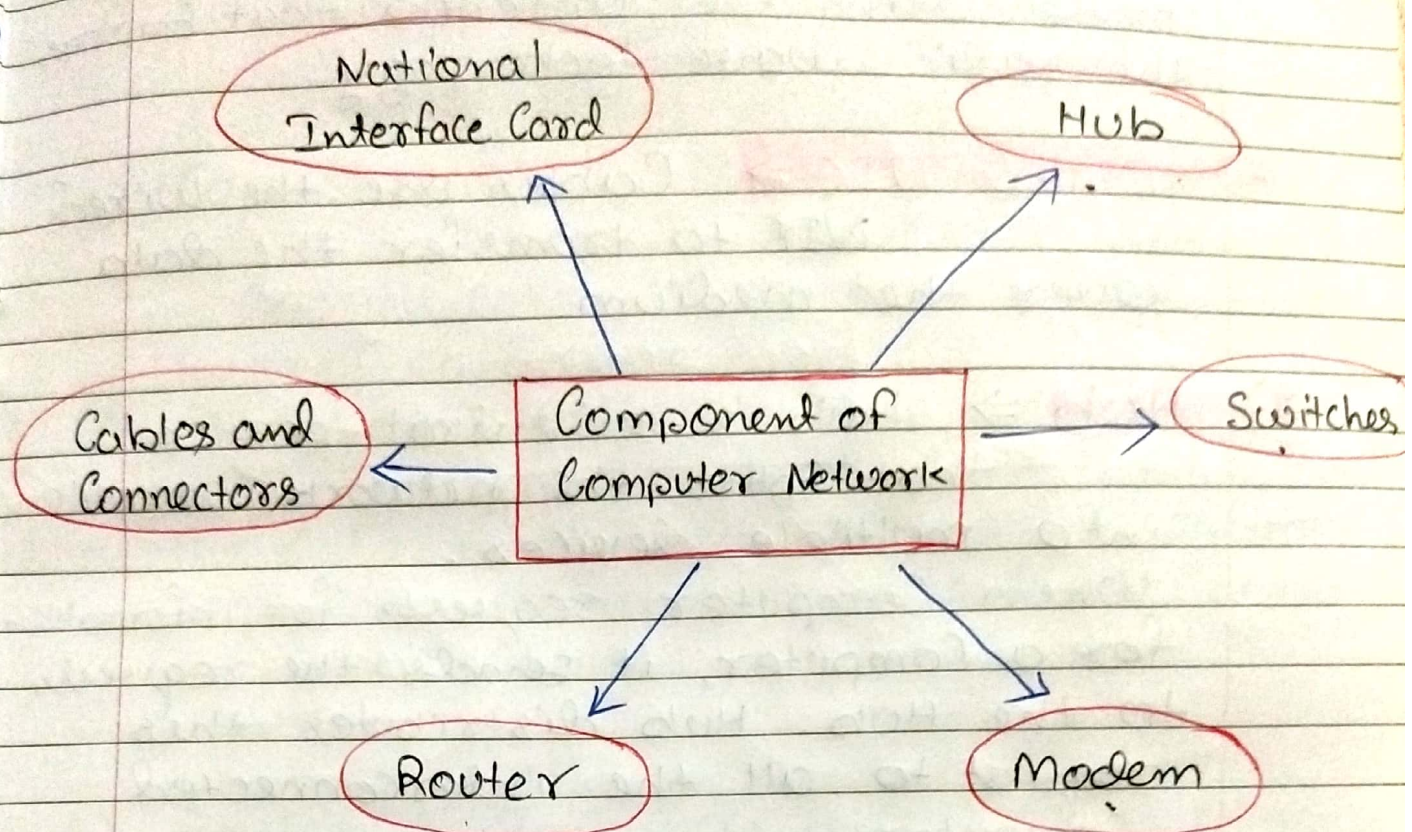 National
Interface Card
Hub
Component of
Computer Network
Switches
Cables and
Connectors
Router
Modem